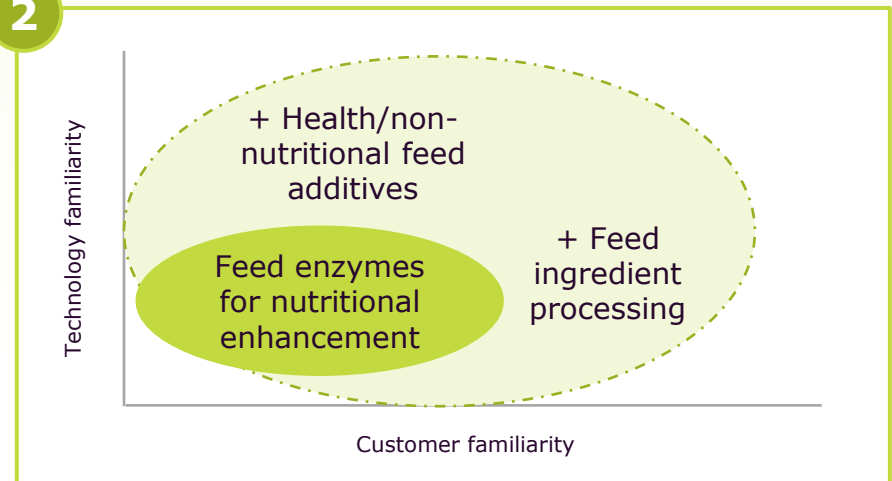 2
Technology familiarity
+ Health/non-
nutritional feed
additives
Feed enzymes
for nutritional
enhancement
+ Feed
ingredient
processing
Customer familiarity